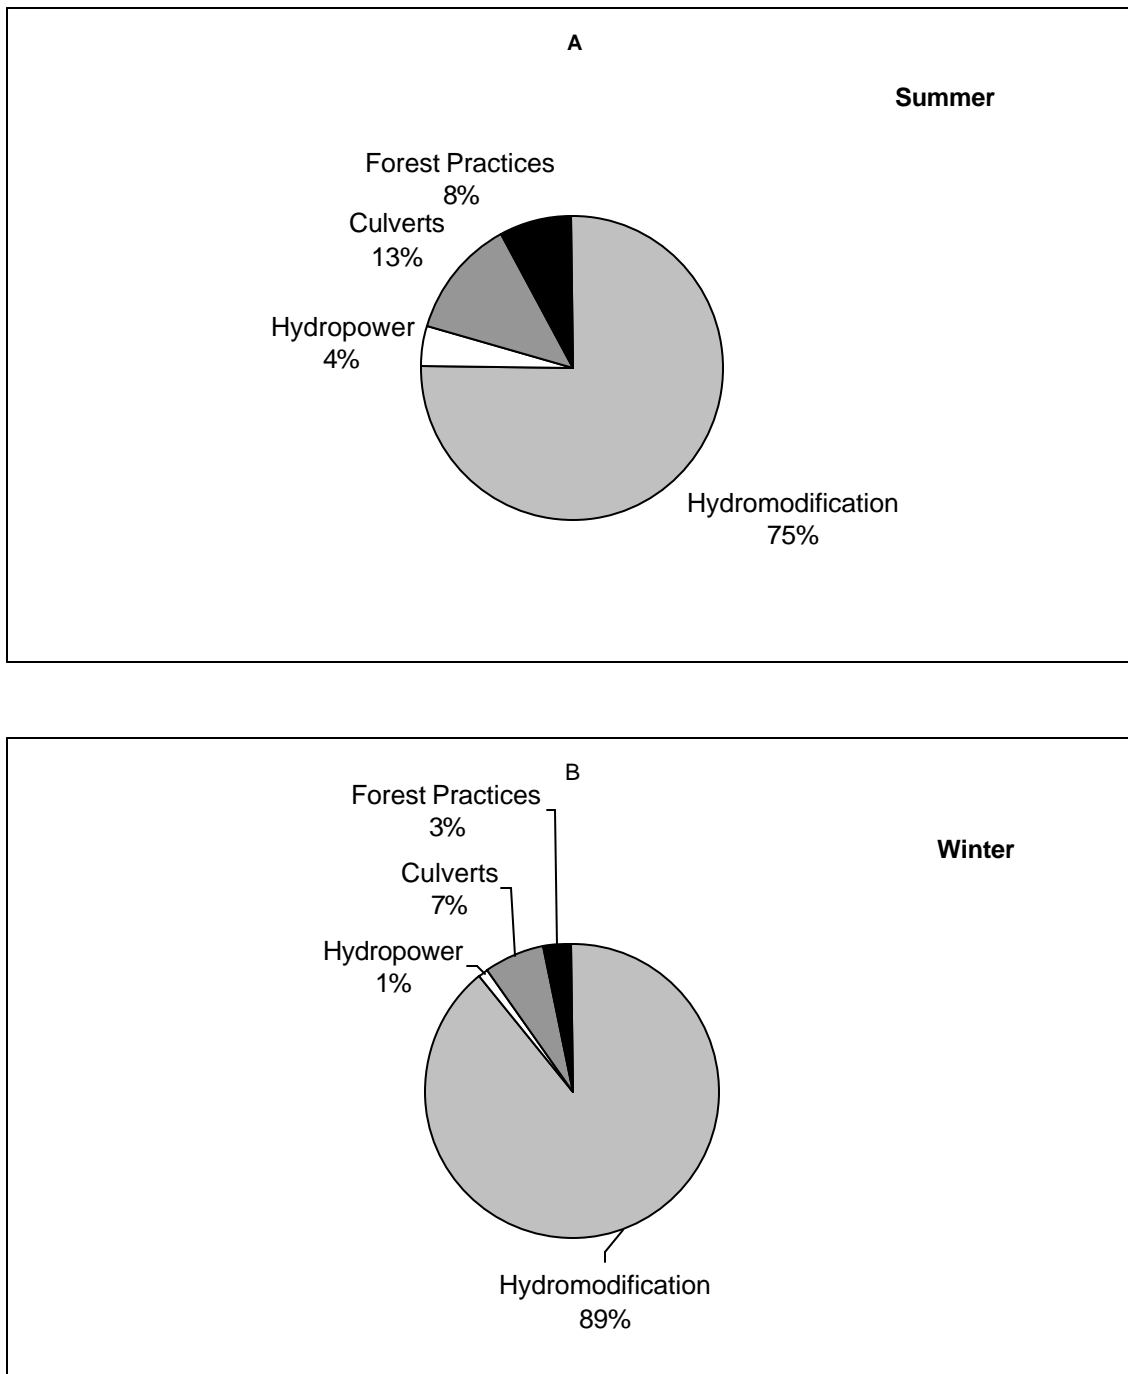 A
Summer
Forest Practices
8%
Culverts
13%
Hydropower
4%
Hydromodification
75%
B
Forest Practices
3%
Winter
Culverts
7%
Hydropower
1%
Hydromodification
89%